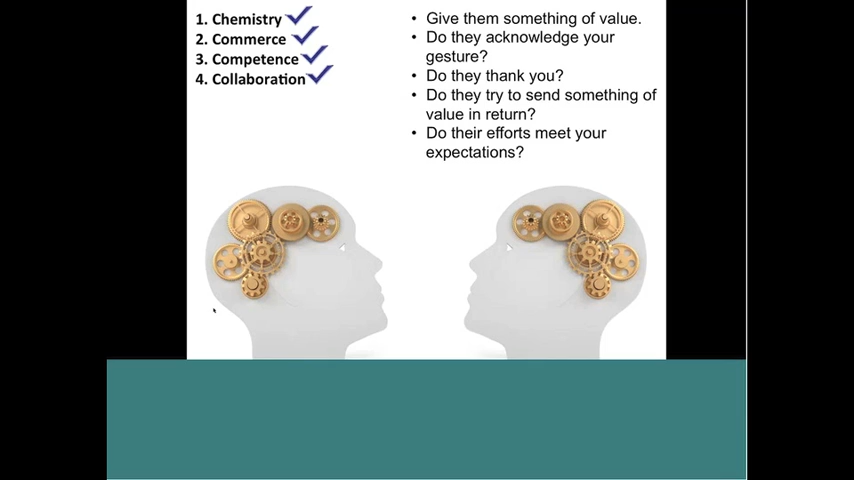 1. Chemistry
2. Commerce
3. Competence
4. Collaboration
• Give them something of value.
• Do they acknowledge your
gesture?
• Do they thank you?
• Do they try to send something of
value in return?
• Do their efforts meet your
expectations?